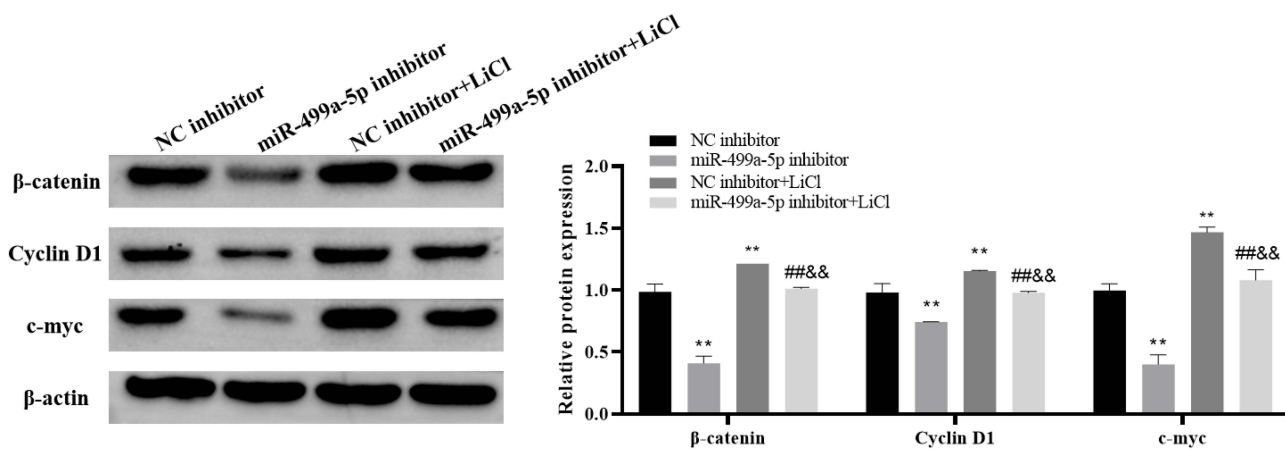 NC inhibitor
miR-499a-5p inhibitor
NC inhibitor+LiCl
miR-499a-5p inhibitor+LiCl
β-catenin
Cyclin D1
c-myc
β-actin
NC inhibitor
miR-499a-5p inhibitor
NC inhibitor+LiCl
miR-499a-5p inhibitor+LiCl
Relative protein expression
2.0
1.5
1.0
0.5
0.0
**
**
##&&
**
**
##&&
**
**
##&&
β-catenin
Cyclin D1
c-myc